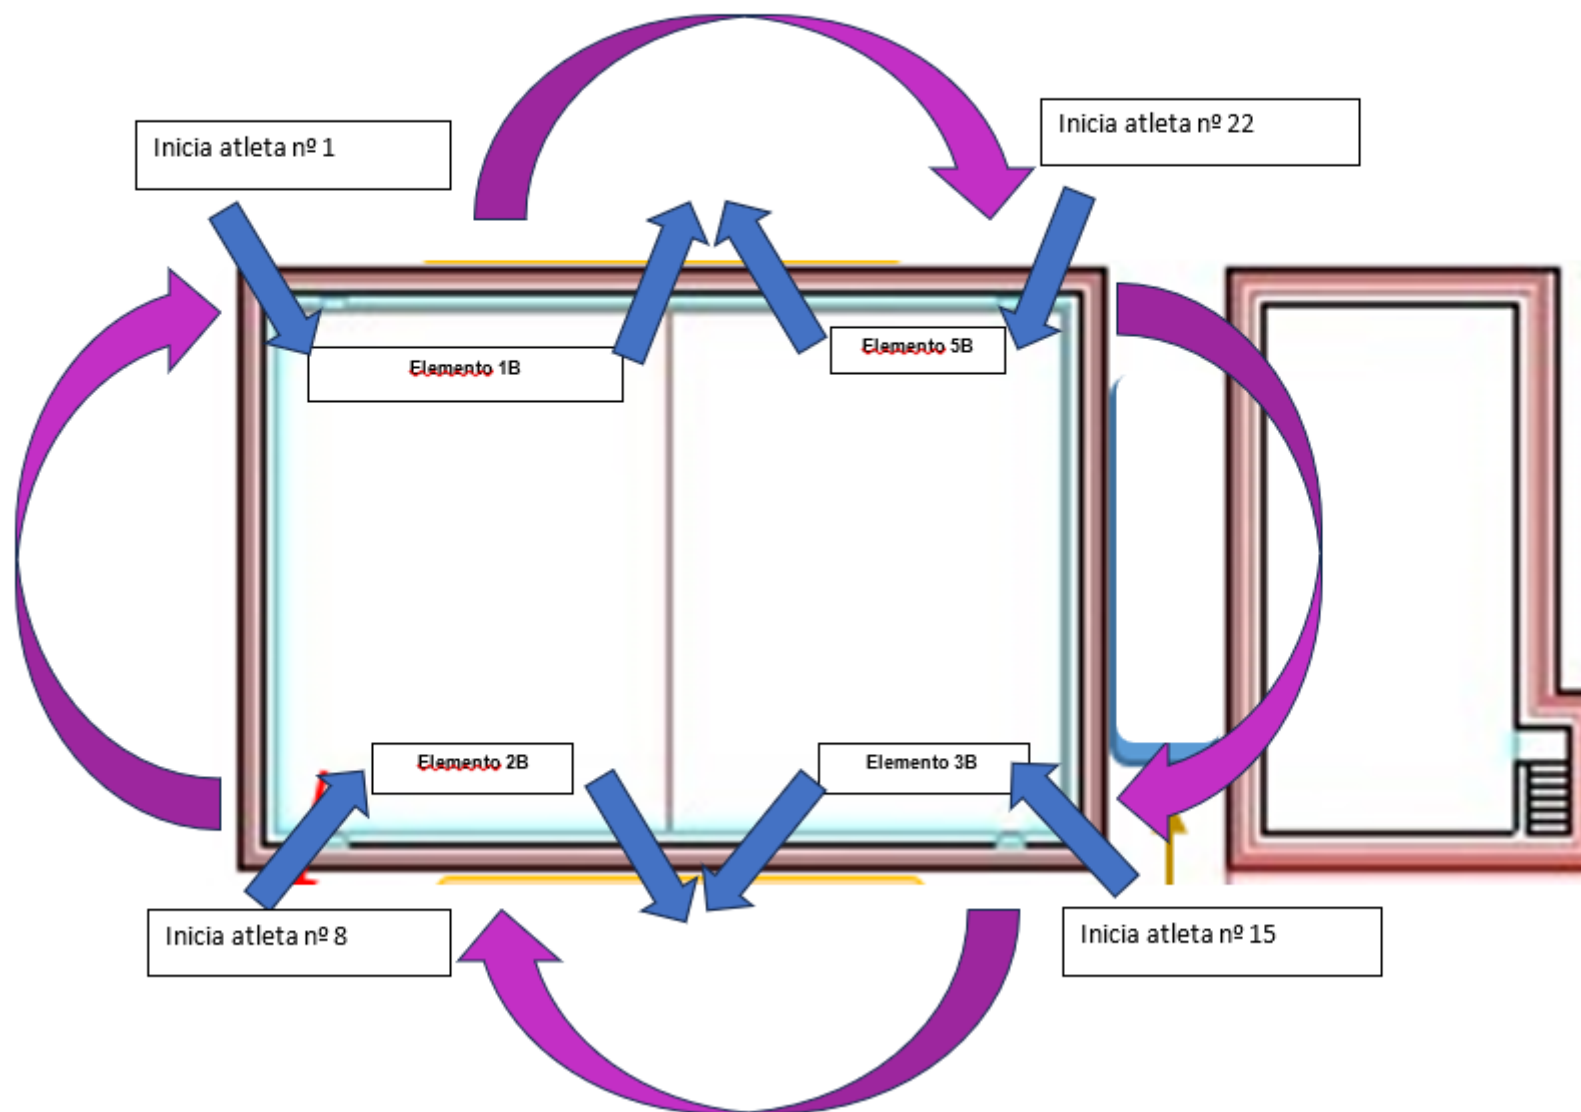 Inicia atleta nº 1
Inicia atleta nº 22
Elemento 1B
Elemento 5B
Elemento 2B
Elemento 3B
Inicia atleta nº 8
Inicia atleta nº 15